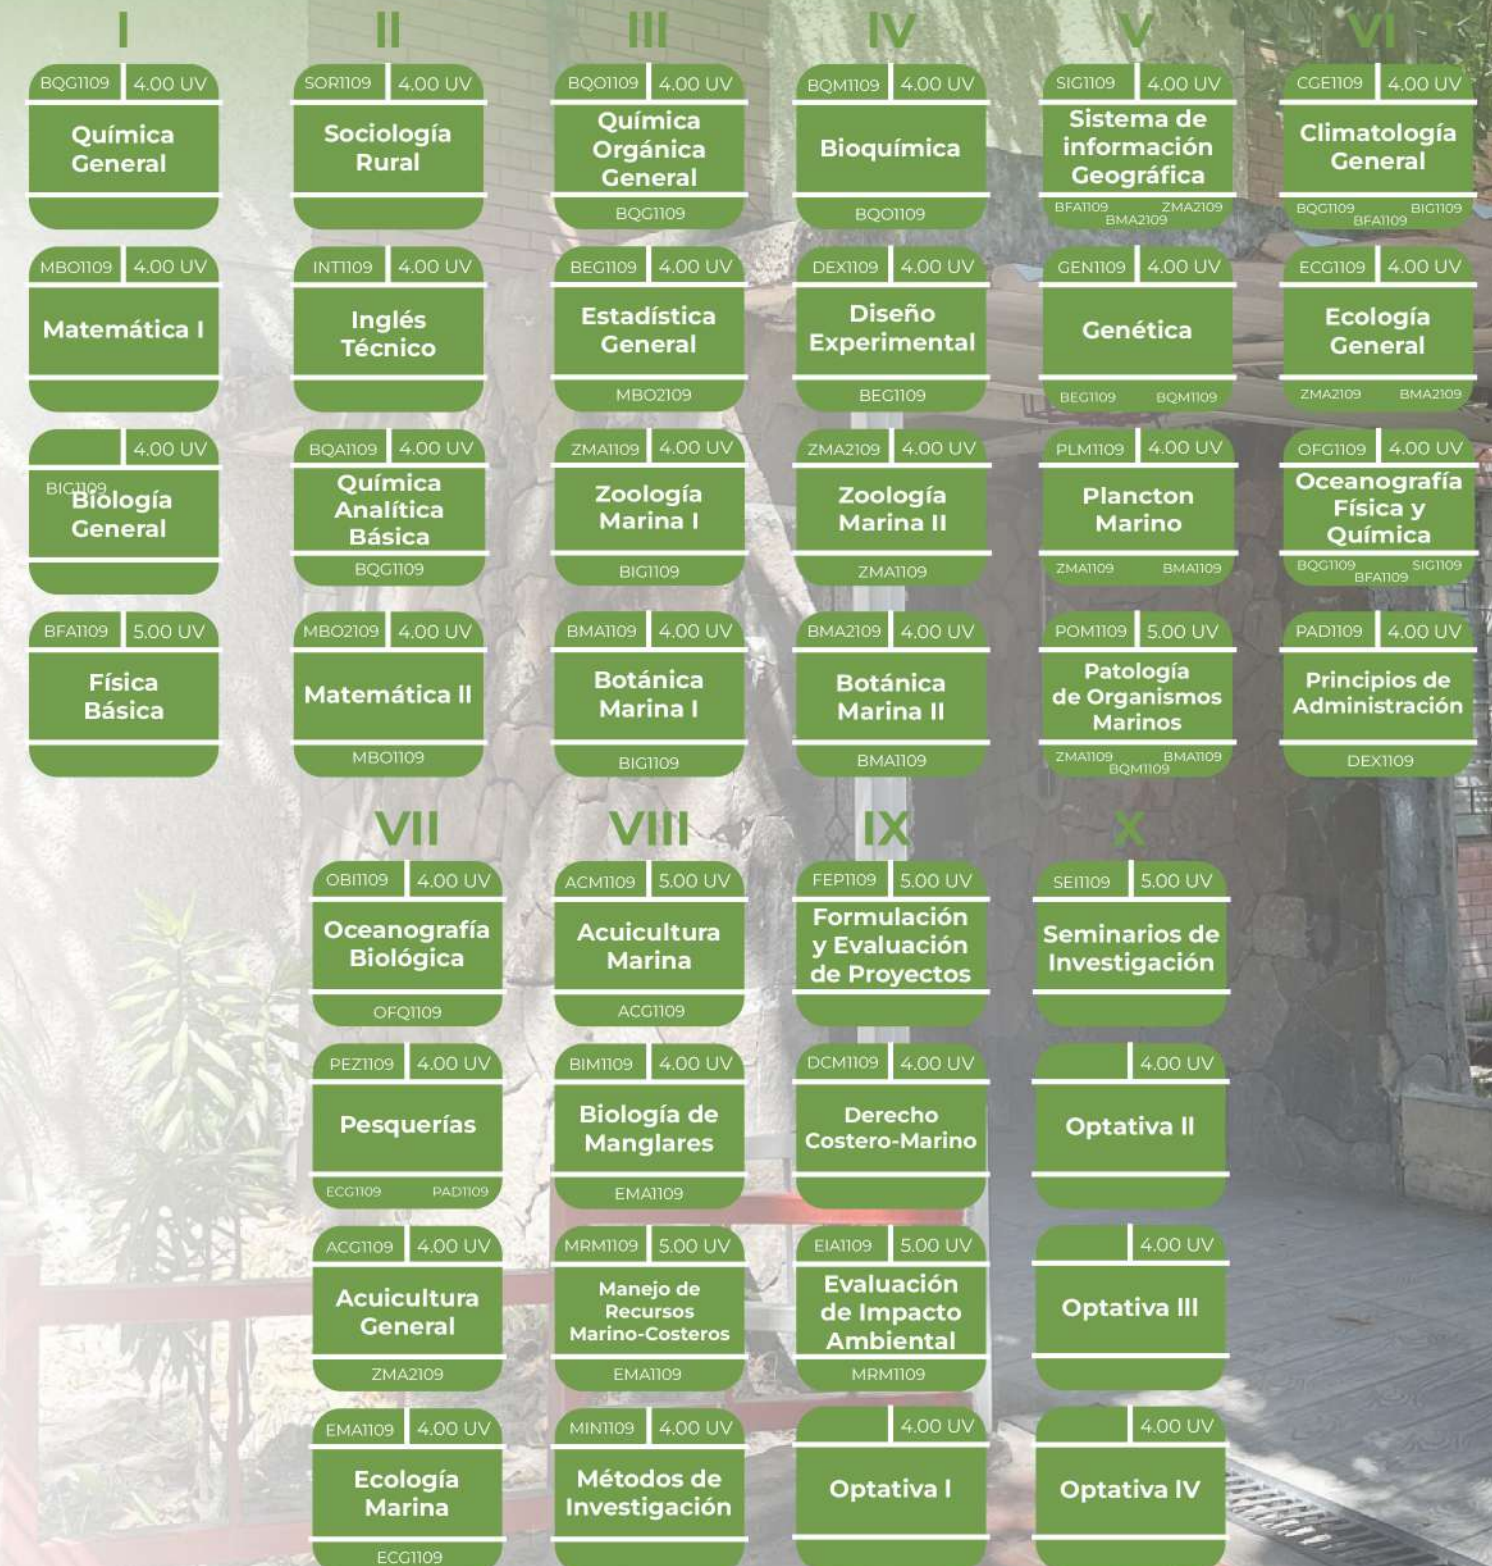 I
II
III
IV
V
VI
BQG1109 4.00 UV
Química
General
SOR1109 4.00 UV
Sociología
Rural
BQO1109 4.00 UV
Química
Orgánica
General
BQG1109
BQM1109 4.00 UV
Bioquímica
BQO1109
SIG1109 4.00 UV
Sistema de
información
Geográfica
BFA1109 ZMA2109
BMA2109
CGE1109 4.00 UV
Climatología
General
BQG1109 BIG1109
BFA1109
MBO1109 4.00 UV
Matemática I
INT1109 4.00 UV
Inglés
Técnico
BEG1109 4.00 UV
Estadística
General
MBO2109
DEX1109 4.00 UV
Diseño
Experimental
BEG1109
GEN1109 4.00 UV
Genética
BEG1109 BQM1109
ECG1109 4.00 UV
Ecología
General
ZMA2109 BMA2109
4.00 UV
BIG1109
Biología
General
BQA1109 4.00 UV
Química
Analítica
Básica
BQG1109
ZMA1109 4.00 UV
Zoología
Marina I
BIG1109
ZMA2109 4.00 UV
Zoología
Marina II
ZMA1109
PLM1109 4.00 UV
Plancton
Marino
ZMA1109 BMA1109
OFG1109 4.00 UV
Oceanografía
Física y
Química
BQG1109 SIG1109
BFA1109
BFA1109 5.00 UV
Física
Básica
MBO2109 4.00 UV
Matemática II
MBO1109
BMA1109 4.00 UV
Botánica
Marina I
BIG1109
BMA2109 4.00 UV
Botánica
Marina II
BMA1109
POM1109 5.00 UV
Patología
de Organismos
Marinos
ZMA1109 BMA1109
BQM1109
PAD1109 4.00 UV
Principios de
Administración
DEX1109
VII
VIII
IX
X
OBI1109 4.00 UV
Oceanografía
Biológica
OFQ1109
ACM1109 5.00 UV
Acuicultura
Marina
ACG1109
FEP1109 5.00 UV
Formulación
y Evaluación
de Proyectos
SEI1109 5.00 UV
Seminarios de
Investigación
PEZ1109 4.00 UV
Pesquerías
ECG1109 PAD1109
BIM1109 4.00 UV
Biología de
Manglares
EMA1109
DCM1109 4.00 UV
Derecho
Costero-Marino
4.00 UV
Optativa II
ACG1109 4.00 UV
Acuicultura
General
ZMA2109
MRM1109 5.00 UV
Manejo de
Recursos
Marino-Costeros
EMA1109
EIA1109 5.00 UV
Evaluación
de Impacto
Ambiental
MRM1109
4.00 UV
Optativa III
EMA1109 4.00 UV
Ecología
Marina
ECG1109
MIN1109 4.00 UV
Métodos de
Investigación
4.00 UV
Optativa I
4.00 UV
Optativa IV